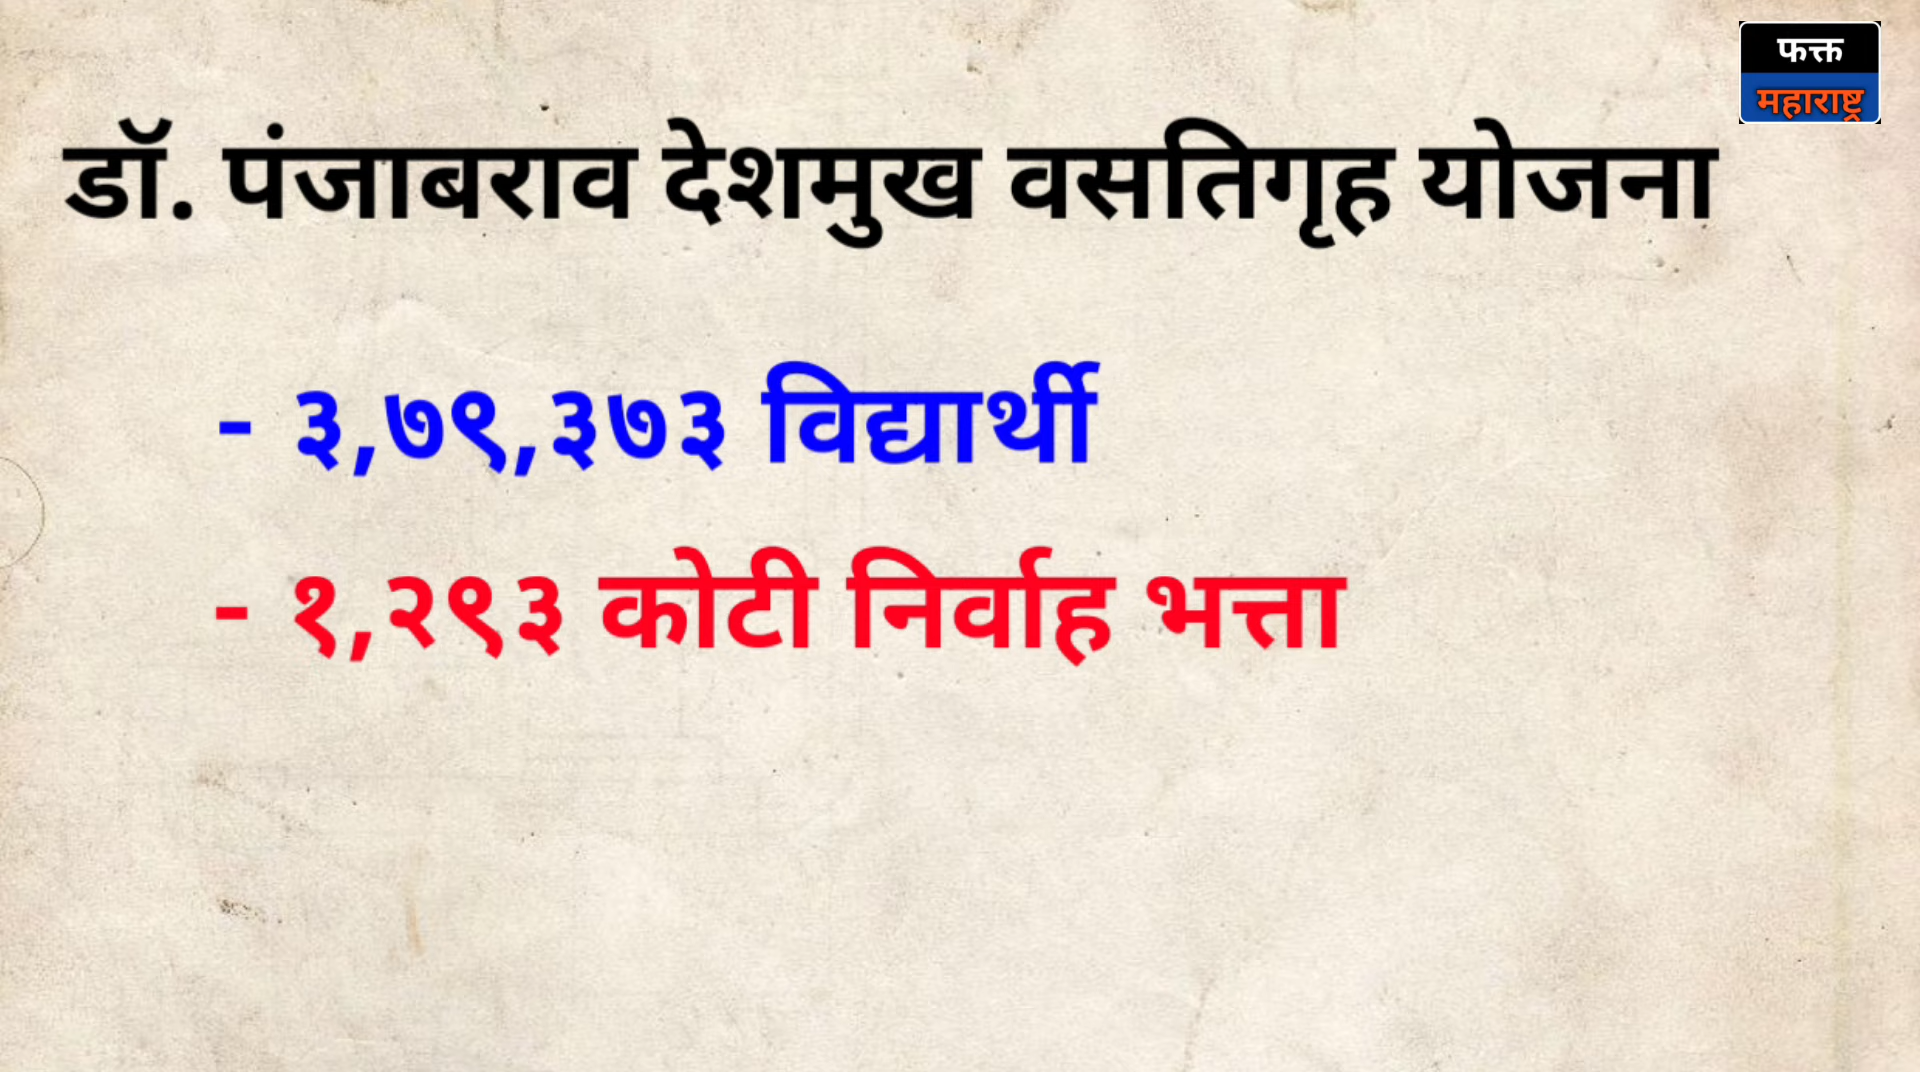 फक्त
महाराष्ट्र
डॉ. पंजाबराव देशमुख वसतिगृह योजना
- ३,७९,३७३ विद्यार्थी
- १,२९३ कोटी निर्वाह भत्ता